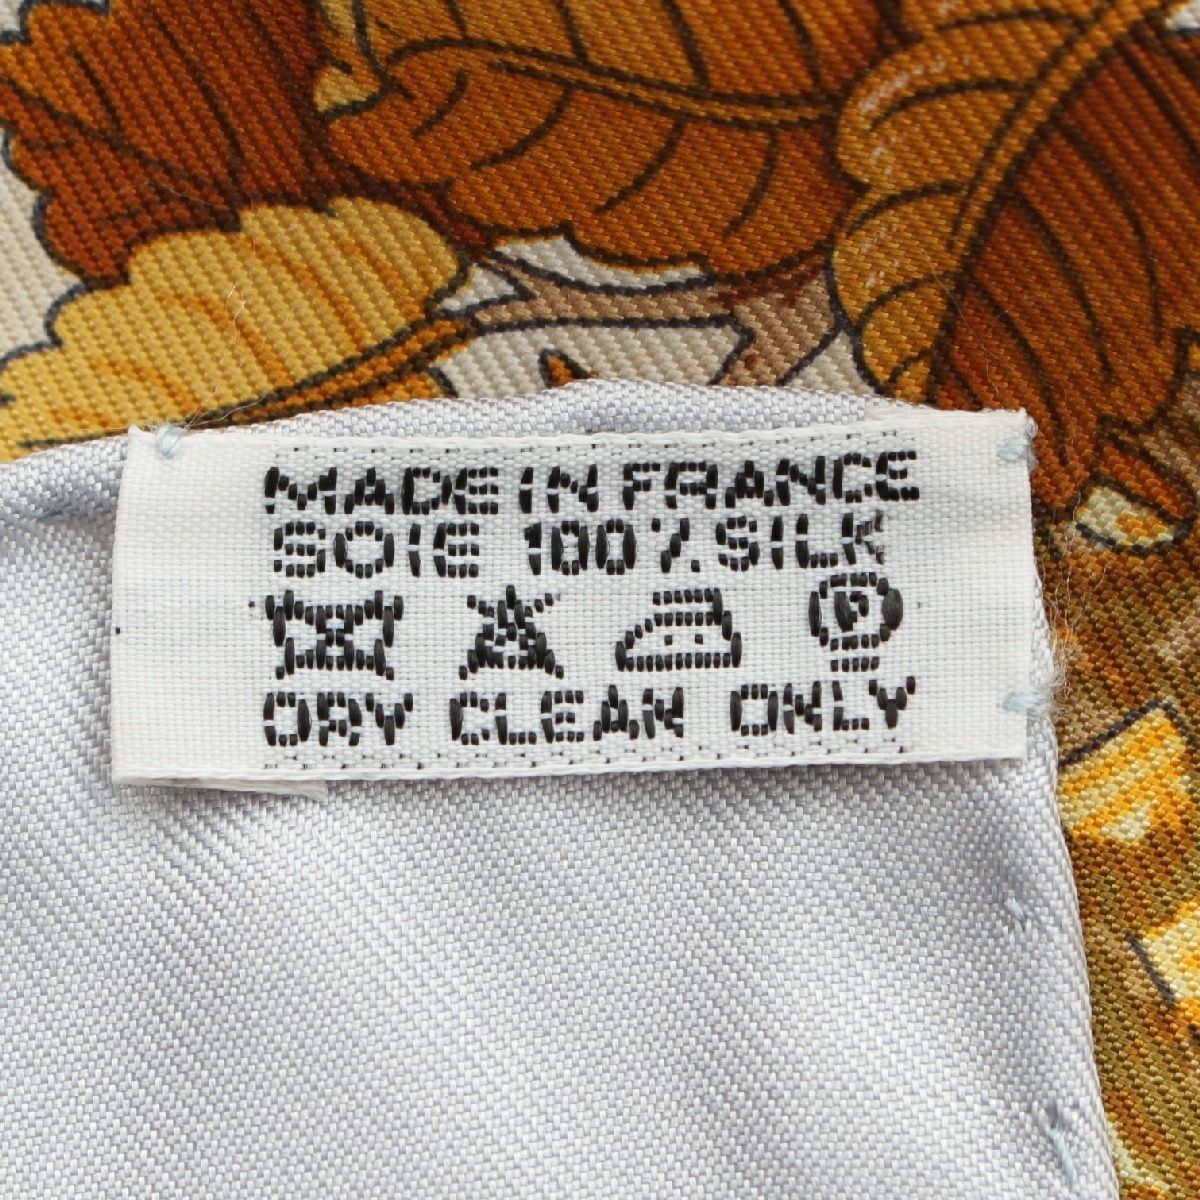 MADE IN FRANCE
SOIE 100% SILK
P
DRY CLEAN ONLY